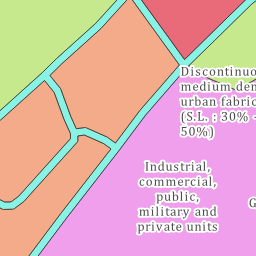 Discontinuo
medium den
urban fabric
(S.L. : 30% -
50%)
Industrial,
commercial,
public,
military and
private units
G